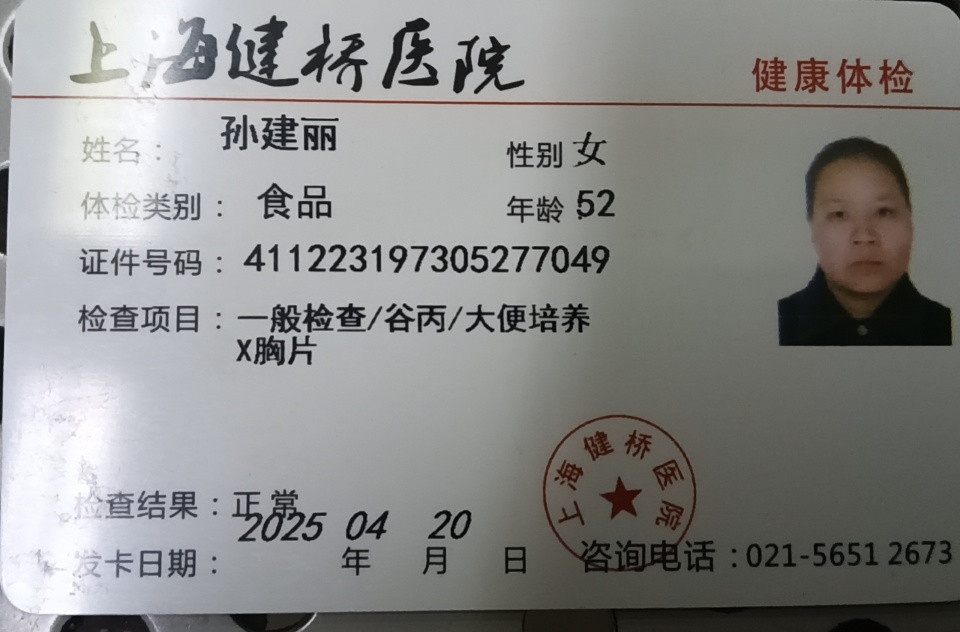 上海健桥医院
健康体检
姓名： 孙建丽 性别 女
体检类别： 食品 年龄 52
证件号码： 411223197305277049
检查项目：一般检查/谷丙/大便培养
X胸片
检查结果：正常
2025 04 20
发卡日期： 年 月 日
咨询电话：021-5651 2673
上海健桥医院